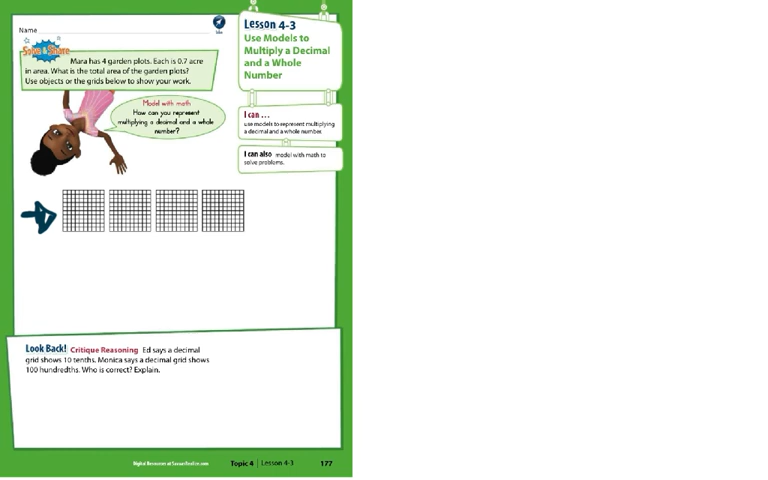 Name
Solve & Share
Mara has 4 garden plots. Each is 0.7 acre
in area. What is the total area of the garden plots?
Use objects or the grids below to show your work.
Model with math
How can you represent
multiplying a decimal and a whole
number?
Lesson 4-3
Use Models to
Multiply a Decimal
and a Whole
Number
I can ...
use models to represent multiplying
a decimal and a whole number.
I can also model with math to
solve problems.
Look Back! Critique Reasoning Ed says a decimal
grid shows 10 tenths. Monica says a decimal grid shows
100 hundredths. Who is correct? Explain.
Digital Resources at SavvasRealize.com
Topic 4 | Lesson 4-3
177